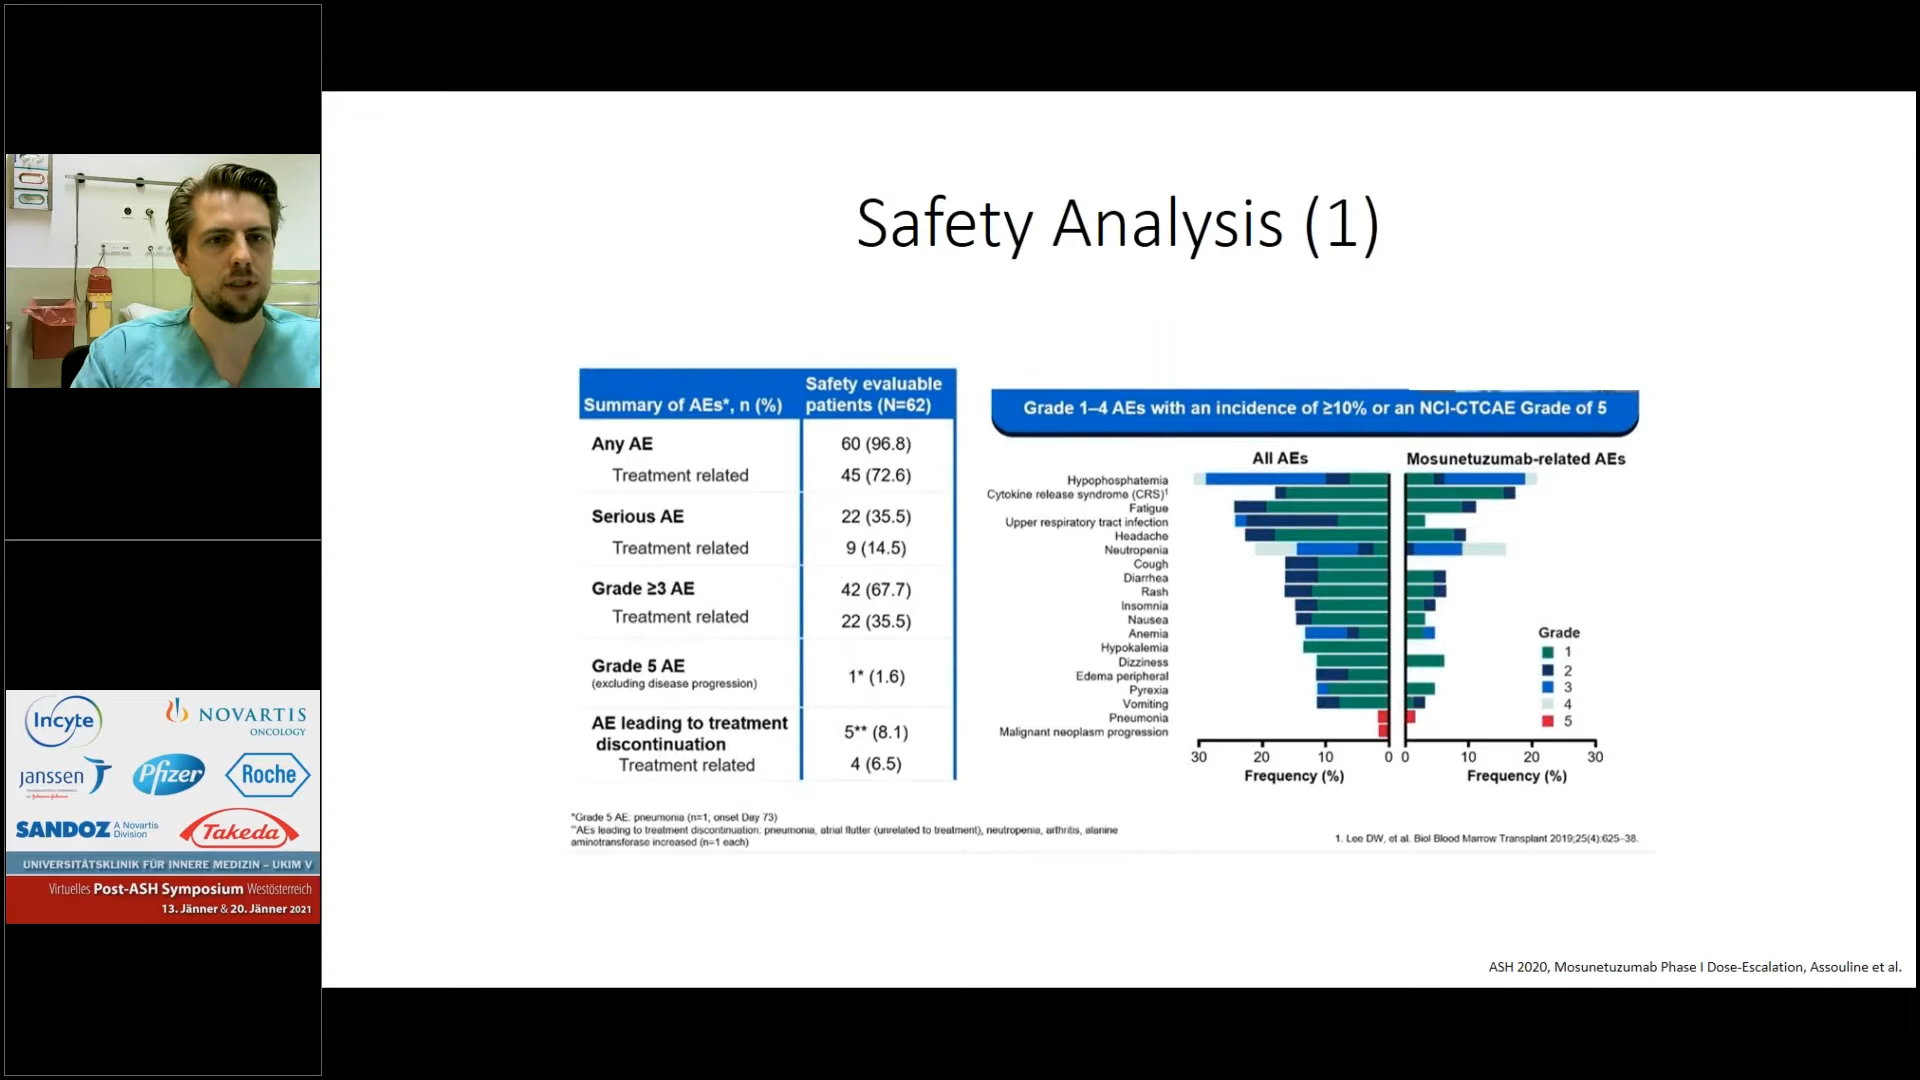 Safety Analysis (1)
Summary of AEs*, n (%)
Safety evaluable
patients (N=62)
Any AE
60 (96.8)
Treatment related
45 (72.6)
Serious AE
22 (35.5)
Treatment related
9 (14.5)
Grade ≥3 AE
42 (67.7)
Treatment related
22 (35.5)
Grade 5 AE
(excluding disease progression)
1* (1.6)
AE leading to treatment
discontinuation
5** (8.1)
Treatment related
4 (6.5)
*Grade 5 AE: pneumonia (n=1; onset Day 73)
**AEs leading to treatment discontinuation: pneumonia, atrial flutter (unrelated to treatment), neutropenia, arthritis, alanine
aminotransferase increased (n=1 each)
Grade 1–4 AEs with an incidence of ≥10% or an NCI-CTCAE Grade of 5
All AEs
Mosunetuzumab-related AEs
Hypophosphatemia
Cytokine release syndrome (CRS)¹
Fatigue
Upper respiratory tract infection
Headache
Neutropenia
Cough
Diarrhea
Rash
Insomnia
Nausea
Anemia
Hypokalemia
Dizziness
Edema peripheral
Pyrexia
Vomiting
Pneumonia
Malignant neoplasm progression
Grade
1
2
3
4
5
30 20 10 0 0 10 20 30
Frequency (%) Frequency (%)
1. Lee DW, et al. Biol Blood Marrow Transplant 2019;25(4):625–38.
ASH 2020, Mosunetuzumab Phase I Dose-Escalation, Assouline et al.
Incyte
NOVARTIS
ONCOLOGY
janssen
Pfizer
Roche
SANDOZ A Novartis
Division
Takeda
UNIVERSITÄTSKLINIK FÜR INNERE MEDIZIN – UKIM V
Virtuelles Post-ASH Symposium Westösterreich
13. Jänner & 20. Jänner 2021